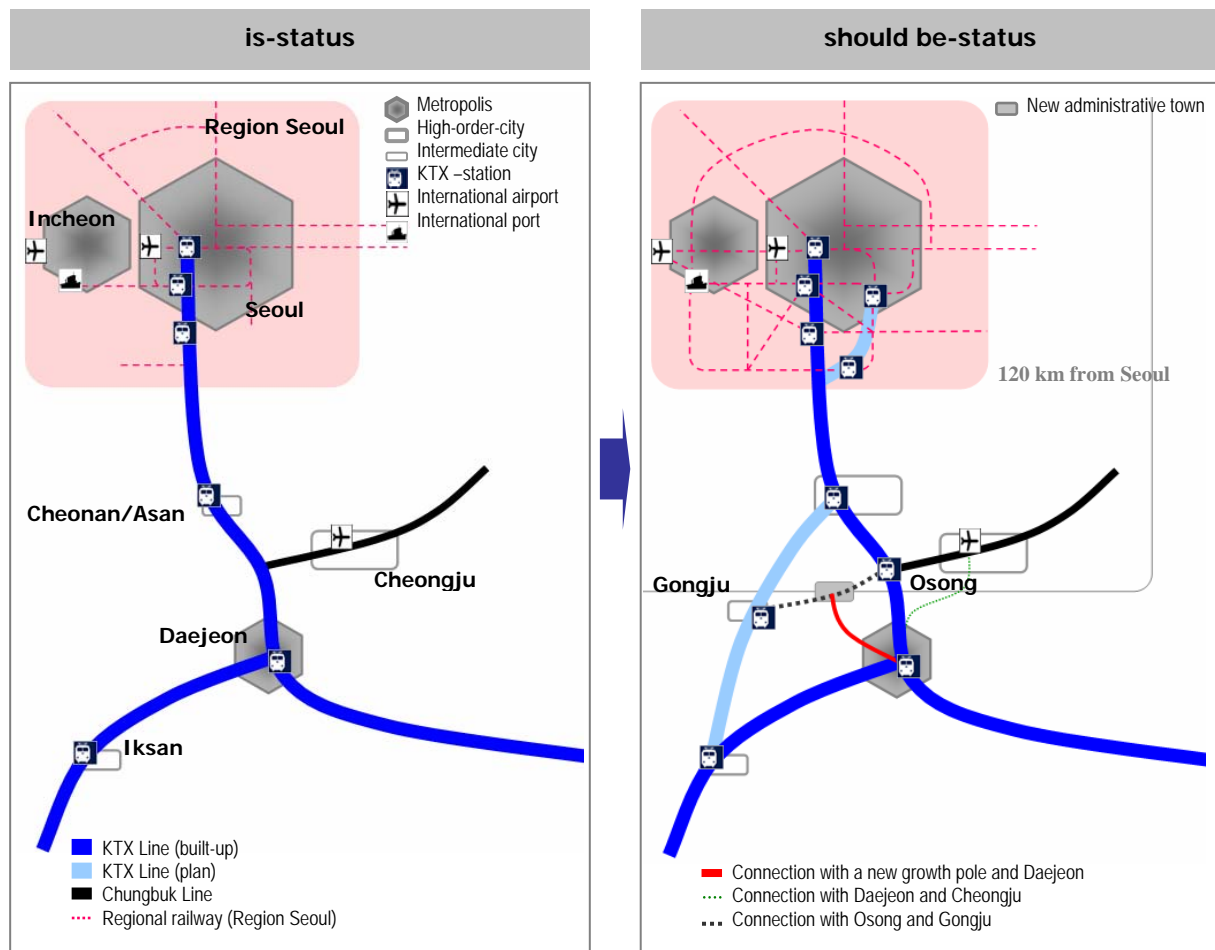 is-status
should be-status
Region Seoul
Metropolis
High-order-city
Intermediate city
KTX –station
International airport
International port
Incheon
Seoul
Cheonan/Asan
Cheongju
Daejeon
Iksan
KTX Line (built-up)
KTX Line (plan)
Chungbuk Line
Regional railway (Region Seoul)
New administrative town
120 km from Seoul
Gongju
Osong
Connection with a new growth pole and Daejeon
Connection with Daejeon and Cheongju
Connection with Osong and Gongju